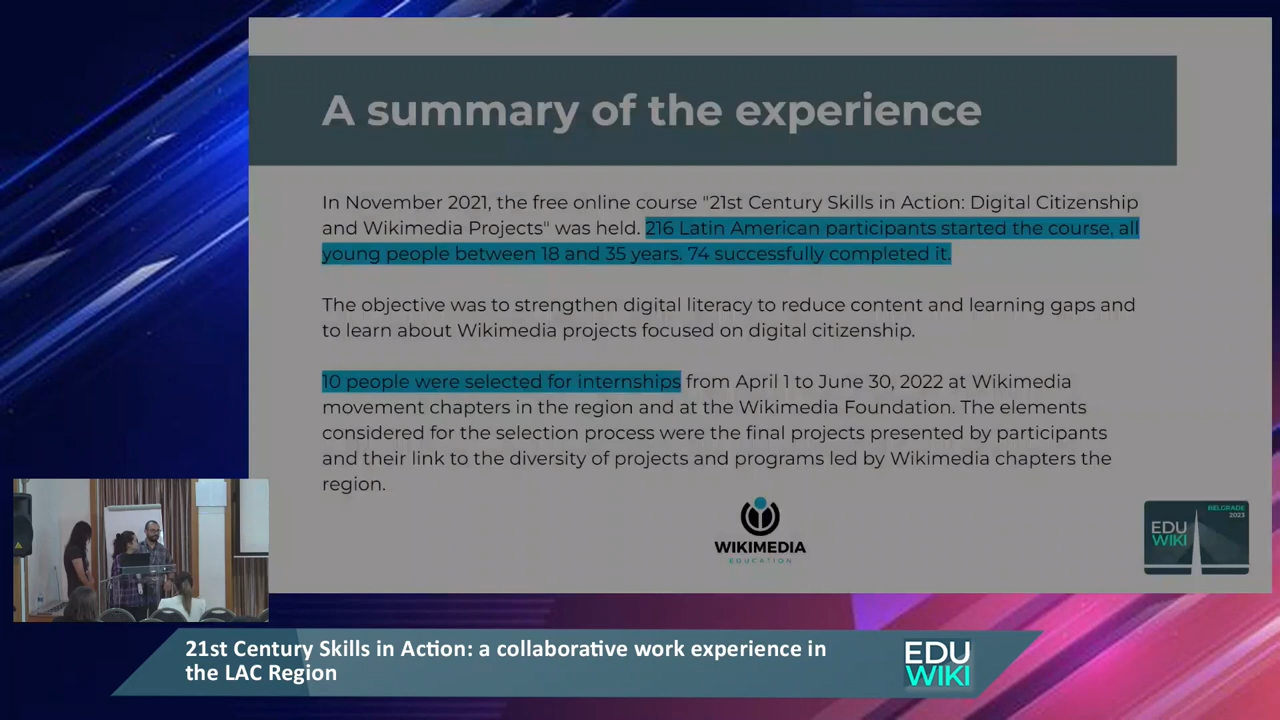 A summary of the experience
In November 2021, the free online course "21st Century Skills in Action: Digital Citizenship
and Wikimedia Projects" was held. 216 Latin American participants started the course, all
young people between 18 and 35 years. 74 successfully completed it.
The objective was to strengthen digital literacy to reduce content and learning gaps and
to learn about Wikimedia projects focused on digital citizenship.
10 people were selected for internships from April 1 to June 30, 2022 at Wikimedia
movement chapters in the region and at the Wikimedia Foundation. The elements
considered for the selection process were the final projects presented by participants
and their link to the diversity of projects and programs led by Wikimedia chapters the
region.
WIKIMEDIA
EDUCATION
BELGRADE
2023
EDU
WIKI
21st Century Skills in Action: a collaborative work experience in
the LAC Region
EDU
WIKI